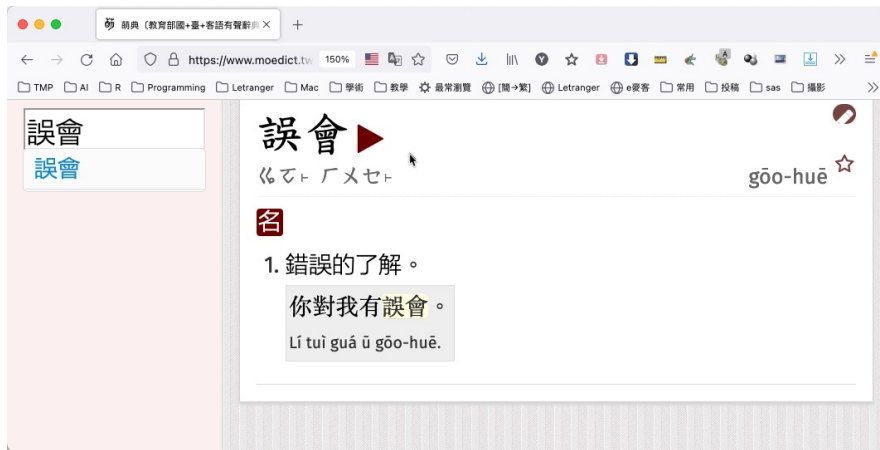 萌典〔教育部國+臺+客語有聲辭典
https://www.moedict.tw
150%
TMP AI R Programming Letranger Mac 學術 教學 最常瀏覽 [簡→繁] Letranger e麥客 常用 投稿 sas 攝影
誤會
誤會
誤會
ㆣㄛ˫ ㄏㄨㆤ˫
gōo-huē
名
1. 錯誤的了解。
你對我有誤會。
Lí tuì guá ū gōo-huē.